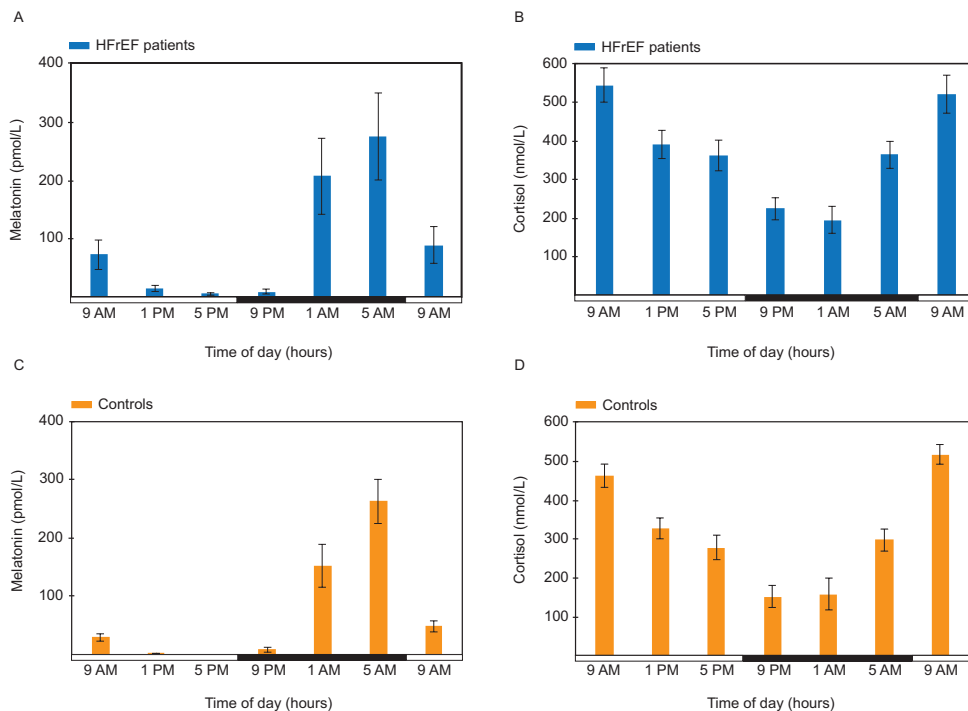 A
HFrEF patients
400
300
200
100
Melatonin (pmol/L)
9 AM 1 PM 5 PM 9 PM 1 AM 5 AM 9 AM
Time of day (hours)
B
HFrEF patients
600
500
400
300
200
100
Cortisol (nmol/L)
9 AM 1 PM 5 PM 9 PM 1 AM 5 AM 9 AM
Time of day (hours)
C
Controls
400
300
200
100
Melatonin (pmol/L)
9 AM 1 PM 5 PM 9 PM 1 AM 5 AM 9 AM
Time of day (hours)
D
Controls
600
500
400
300
200
100
Cortisol (nmol/L)
9 AM 1 PM 5 PM 9 PM 1 AM 5 AM 9 AM
Time of day (hours)